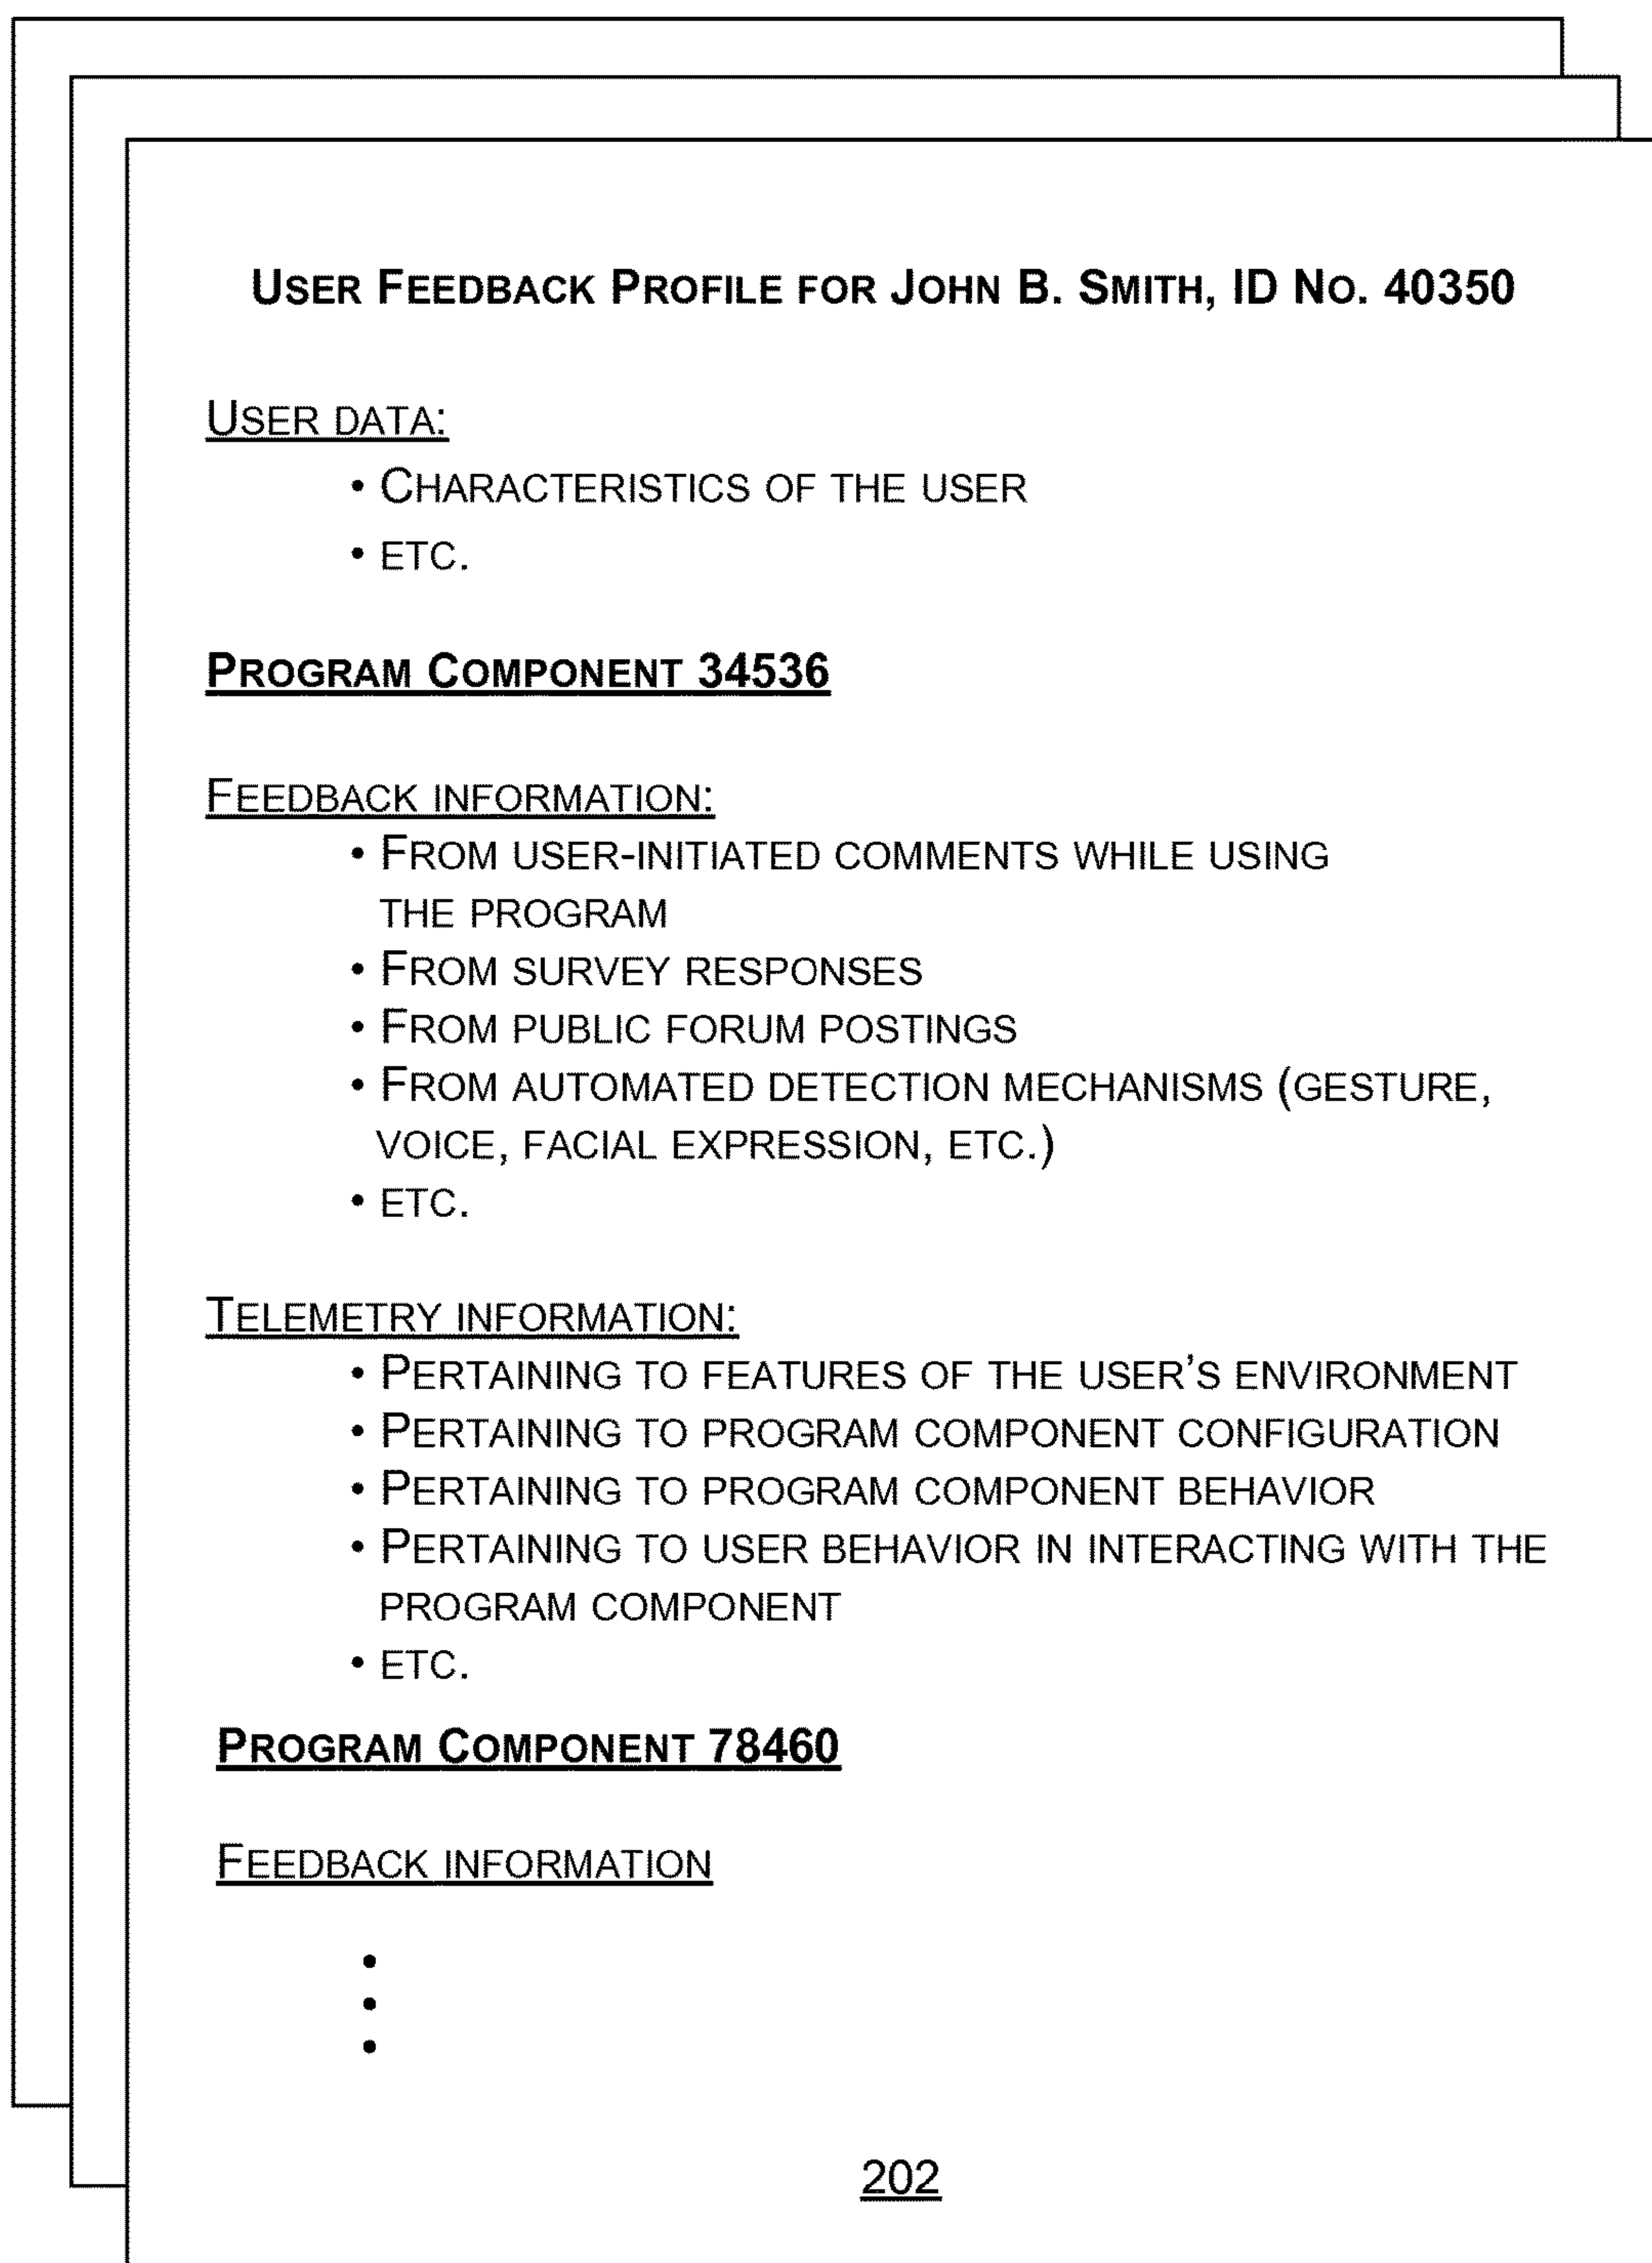 USER FEEDBACK PROFILE FOR JOHN B. SMITH, ID NO. 40350
USER DATA:
• CHARACTERISTICS OF THE USER
• ETC.
PROGRAM COMPONENT 34536
FEEDBACK INFORMATION:
• FROM USER-INITIATED COMMENTS WHILE USING
THE PROGRAM
• FROM SURVEY RESPONSES
• FROM PUBLIC FORUM POSTINGS
• FROM AUTOMATED DETECTION MECHANISMS (GESTURE,
VOICE, FACIAL EXPRESSION, ETC.)
• ETC.
TELEMETRY INFORMATION:
• PERTAINING TO FEATURES OF THE USER'S ENVIRONMENT
• PERTAINING TO PROGRAM COMPONENT CONFIGURATION
• PERTAINING TO PROGRAM COMPONENT BEHAVIOR
• PERTAINING TO USER BEHAVIOR IN INTERACTING WITH THE
PROGRAM COMPONENT
• ETC.
PROGRAM COMPONENT 78460
FEEDBACK INFORMATION
•
•
•
202